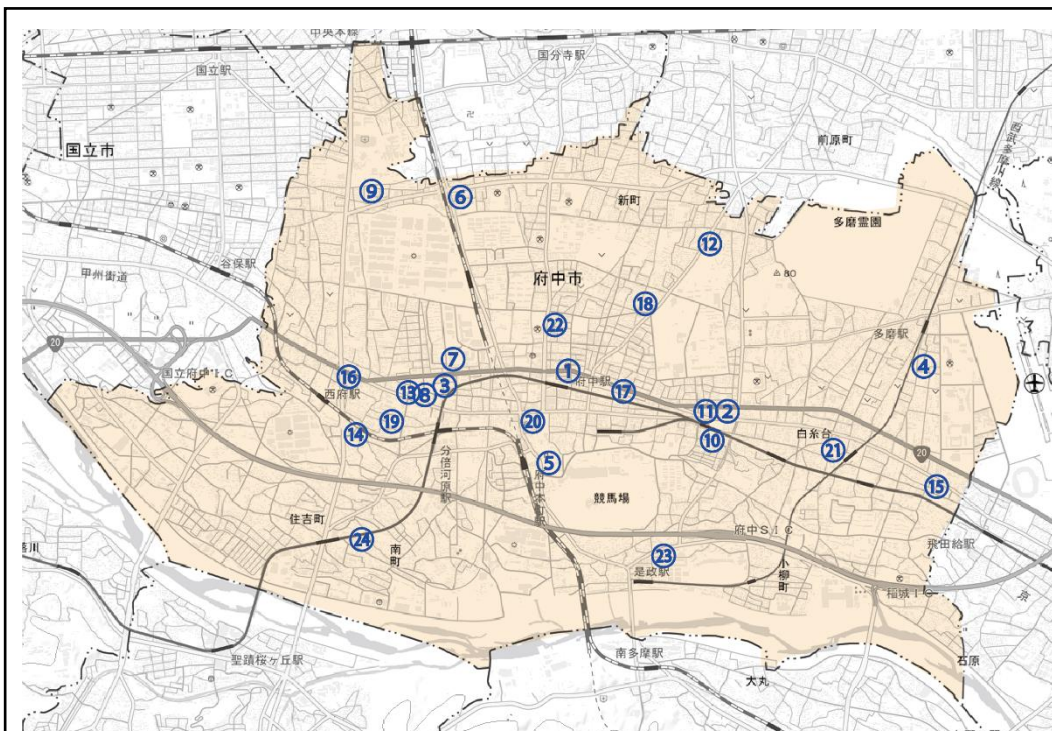 中央本線
国分寺駅
国立駅
国立市
前原町
西武多摩川線
⑨
⑥
新町
多磨霊園
⑫
谷保駅
甲州街道
府中市
80
⑱
㉒
多磨駅
20
国立府中I.C
⑦
①
④
⑯
西府駅
③
府中駅
⑬
⑧
⑰
⑪
②
⑲
⑳
⑭
⑩
白糸台
㉑
20
分倍河原駅
⑤
府中本町駅
⑮
競馬場
住吉町
府中S.I.C
飛田給駅
㉔
南町
㉓
是政駅
小柳町
稲城I
京
聖蹟桜ヶ丘駅
南多摩駅
大丸
石原